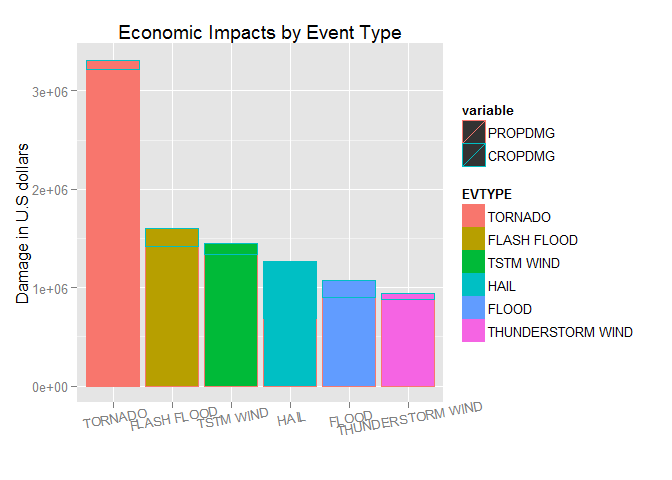 Economic Impacts by Event Type
Damage in U.S dollars
3e+06
2e+06
1e+06
0e+00
TORNADO
FLASH FLOOD
TSTM WIND
HAIL
FLOOD
THUNDERSTORM WIND
variable
PROPDMG
CROPDMG
EVTYPE
TORNADO
FLASH FLOOD
TSTM WIND
HAIL
FLOOD
THUNDERSTORM WIND